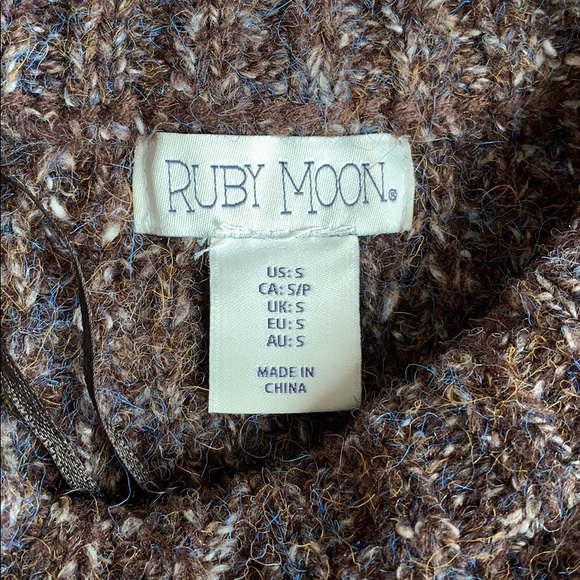 RUBY MOON®
US: S
CA: S/P
UK: S
EU: S
AU: S
MADE IN
CHINA